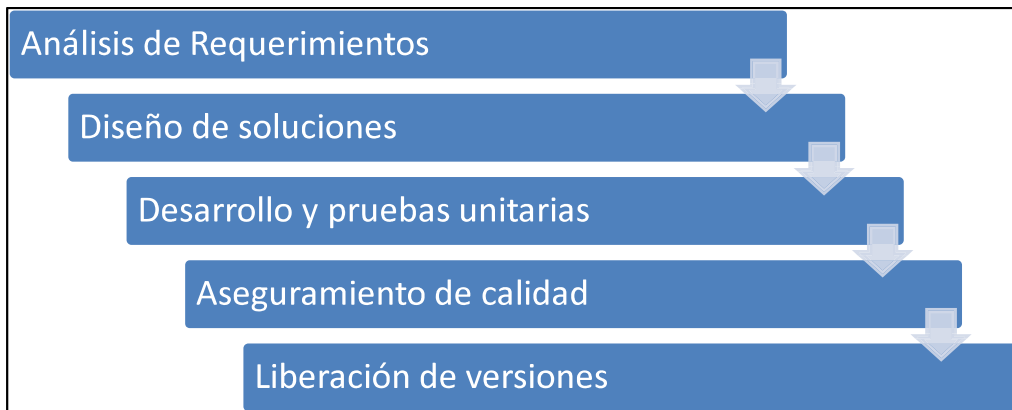 Análisis de Requerimientos
Diseño de soluciones
Desarrollo y pruebas unitarias
Aseguramiento de calidad
Liberación de versiones